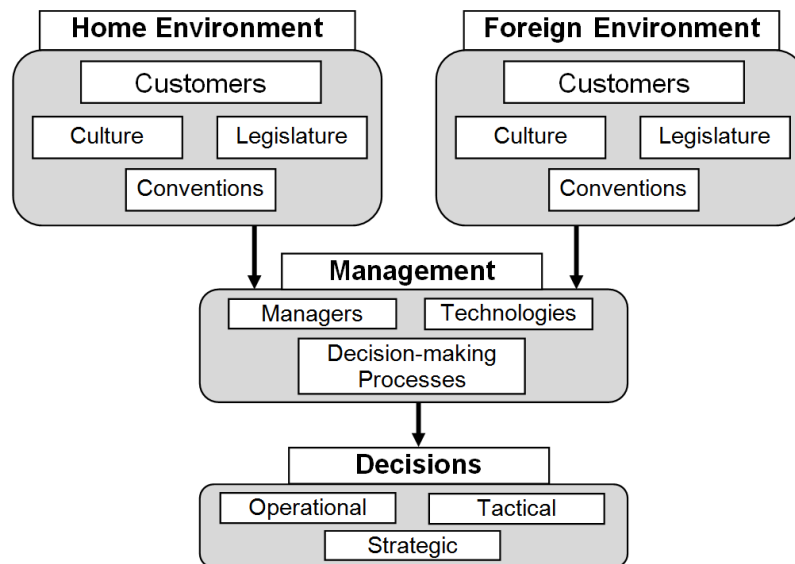 Home Environment
Customers
Culture
Legislature
Conventions
Foreign Environment
Customers
Culture
Legislature
Conventions
Management
Managers
Technologies
Decision-making
Processes
Decisions
Operational
Tactical
Strategic